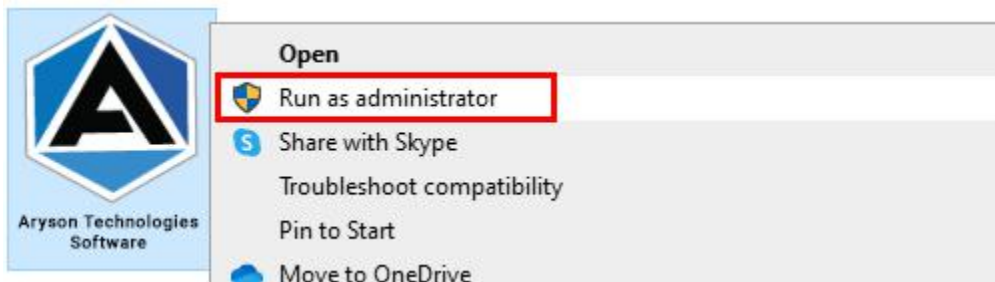 Aryson Technologies
Software
Open
Run as administrator
Share with Skype
Troubleshoot compatibility
Pin to Start
Move to OneDrive